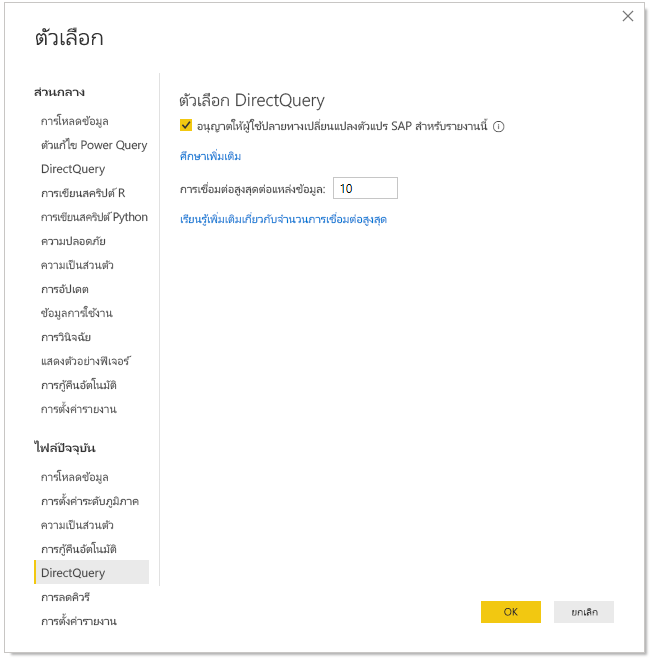 ตัวเลือก
ส่วนกลาง
การโหลดข้อมูล
ตัวแก้ไข Power Query
DirectQuery
การเขียนสคริปต์ R
การเขียนสคริปต์ Python
ความปลอดภัย
ความเป็นส่วนตัว
การอัปเดต
ข้อมูลการใช้งาน
การวินิจฉัย
แสดงตัวอย่างฟีเจอร์
การกู้คืนอัตโนมัติ
การตั้งค่ารายงาน
ไฟล์ปัจจุบัน
การโหลดข้อมูล
การตั้งค่าระดับภูมิภาค
ความเป็นส่วนตัว
การกู้คืนอัตโนมัติ
DirectQuery
การลดคิวรี
การตั้งค่ารายงาน
ตัวเลือก DirectQuery
อนุญาตให้ผู้ใช้ปลายทางเปลี่ยนแปลงตัวแปร SAP สำหรับรายงานนี้
ศึกษาเพิ่มเติม
การเชื่อมต่อสูงสุดต่อแหล่งข้อมูล: 10
เรียนรู้เพิ่มเติมเกี่ยวกับจำนวนการเชื่อมต่อสูงสุด
OK ยกเลิก